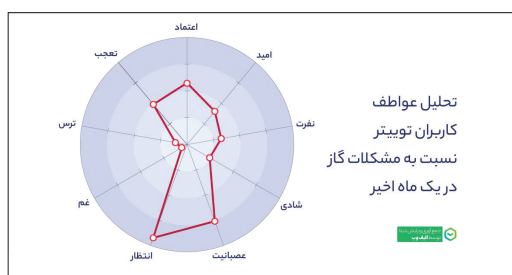 اعتماد
تعجب
امید
ترس
نفرت
غم
شادی
انتظار
عصبانیت
تحلیل عواطف
کاربران توییتر
نسبت به مشکلات گاز
در یک ماه اخیر